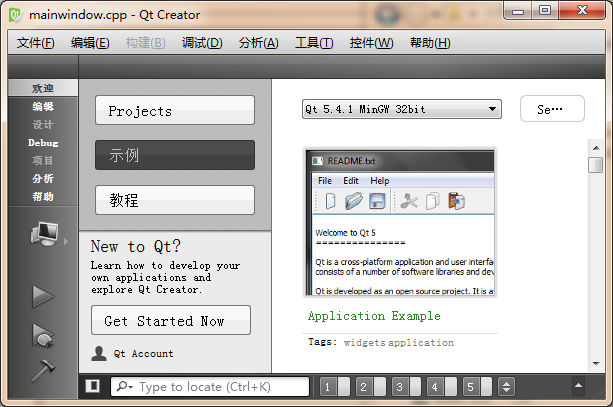 mainwindow.cpp - Qt Creator
文件(F) 编辑(E) 构建(B) 调试(D) 分析(A) 工具(T) 控件(W) 帮助(H)
欢迎
编辑
设计
Debug
项目
分析
帮助
Projects
示例
教程
New to Qt?
Learn how to develop your
own applications and
explore Qt Creator.
Get Started Now
Qt Account
Qt 5.4.1 MinGW 32bit
Se...
README.txt
File Edit Help
Welcome to Qt 5
===============
Qt is a cross-platform application and user
consists of a number of software libraries and
Qt is developed as an open source project. It is
Application Example
Tags: widgets application
Type to locate (Ctrl+K)
1 2 3 4 5